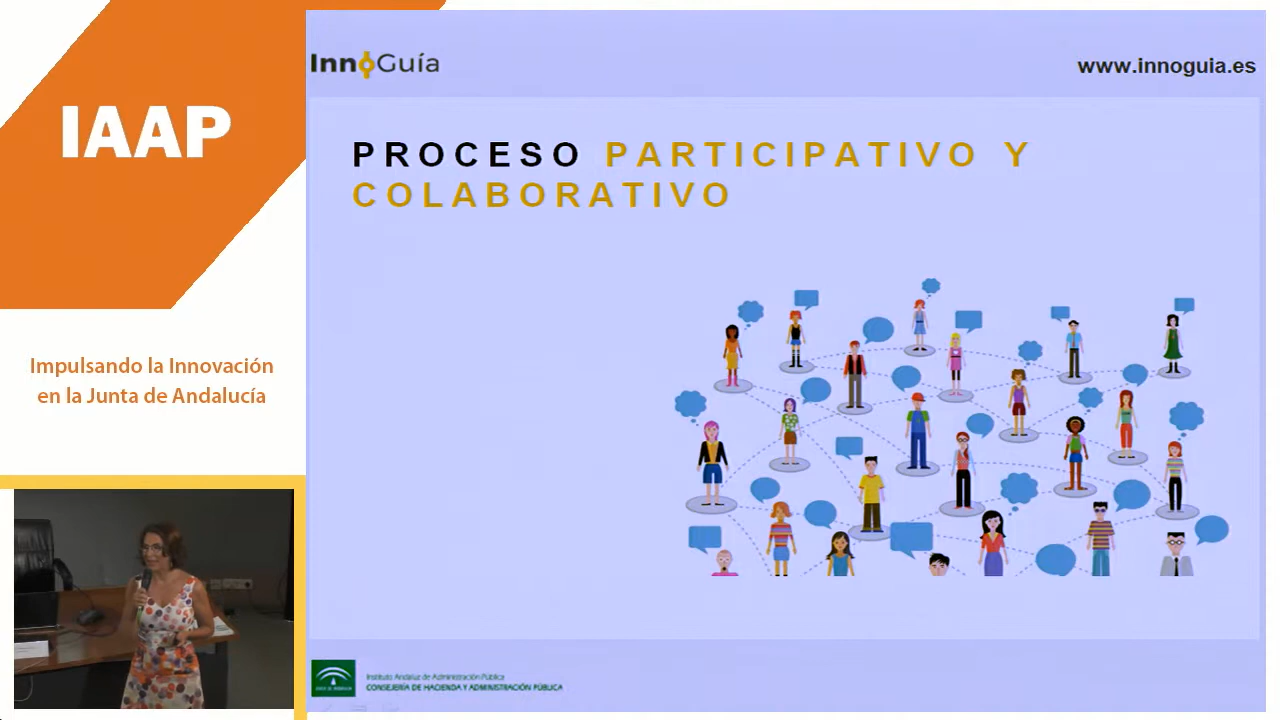 IAAP
Impulsando la Innovación
en la Junta de Andalucía
InnoGuía
www.innoguia.es
PROCESO PARTICIPATIVO Y
COLABORATIVO
Instituto Andaluz de Administración Pública
CONSEJERÍA DE HACIENDA Y ADMINISTRACIÓN PÚBLICA